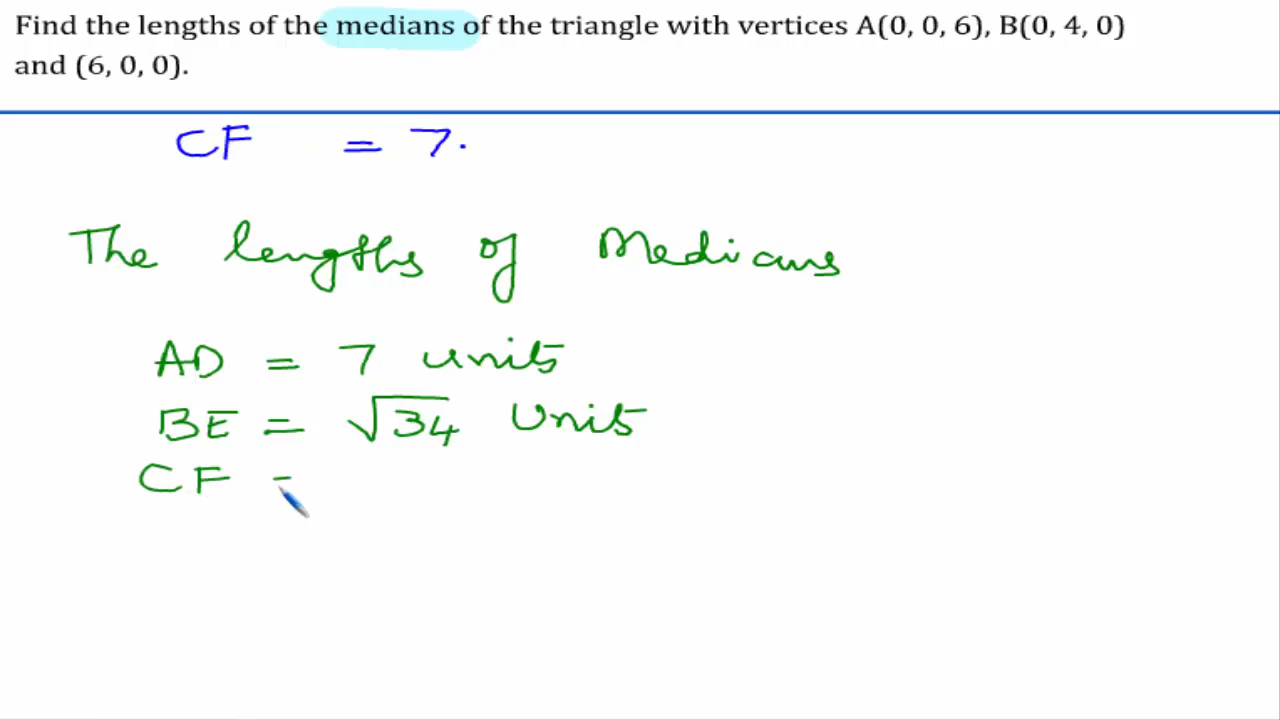 Find the lengths of the medians of the triangle with vertices A(0, 0, 6), B(0, 4, 0)
and (6, 0, 0).
CF = 7.
The lengths of Medians
AD = 7 units
BE = √34 Units
CF =